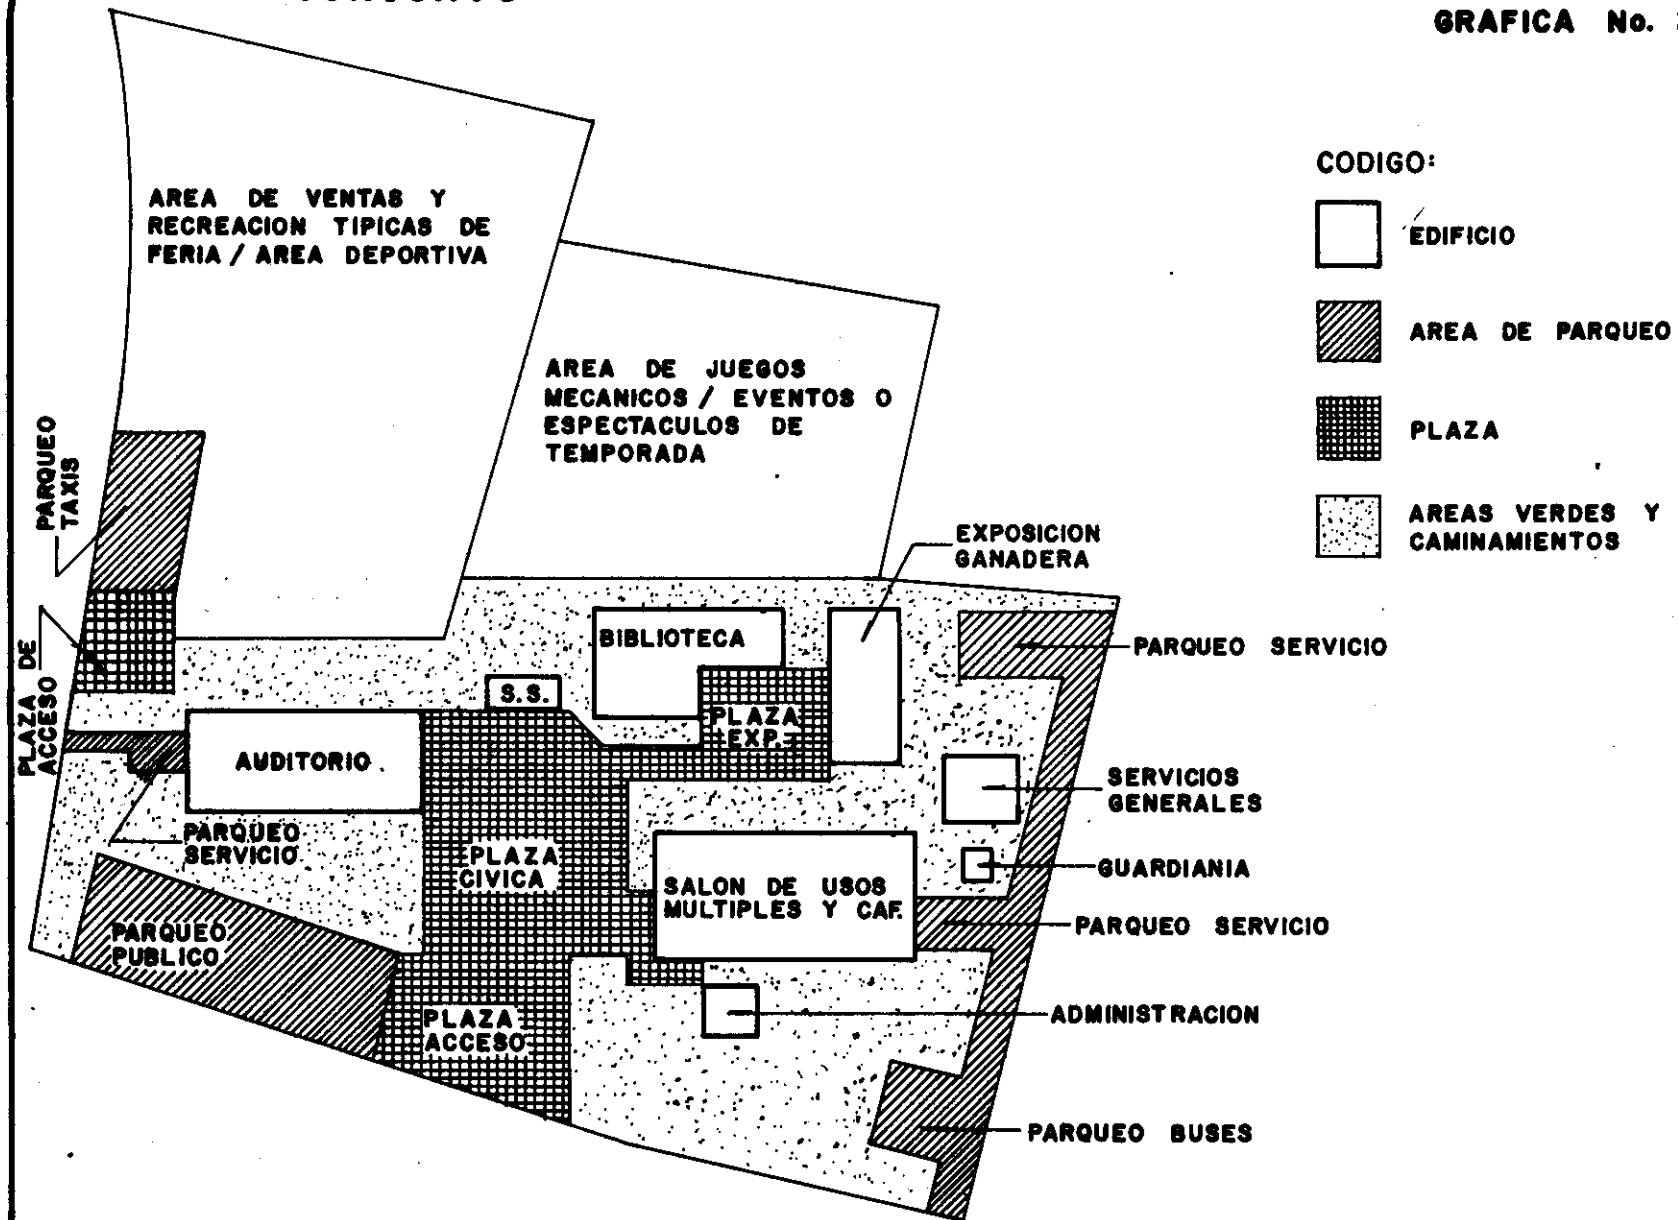 GRAFICA No.
CODIGO:
EDIFICIO
AREA DE PARQUEO
PLAZA
AREAS VERDES Y
CAMINAMIENTOS
AREA DE VENTAS Y
RECREACION TIPICAS DE
FERIA / AREA DEPORTIVA
AREA DE JUEGOS
MECANICOS / EVENTOS O
ESPECTACULOS DE
TEMPORADA
PARQUEO
TAXIS
PLAZA DE
ACCESO
EXPOSICION
GANADERA
BIBLIOTECA
PARQUEO SERVICIO
S.S.
PLAZA
EXP.
AUDITORIO
SERVICIOS
GENERALES
PARQUEO
SERVICIO
PLAZA
CIVICA
GUARDIANIA
SALON DE USOS
MULTIPLES Y CAF.
PARQUEO SERVICIO
PARQUEO
PUBLICO
PLAZA
ACCESO
ADMINISTRACION
PARQUEO BUSES